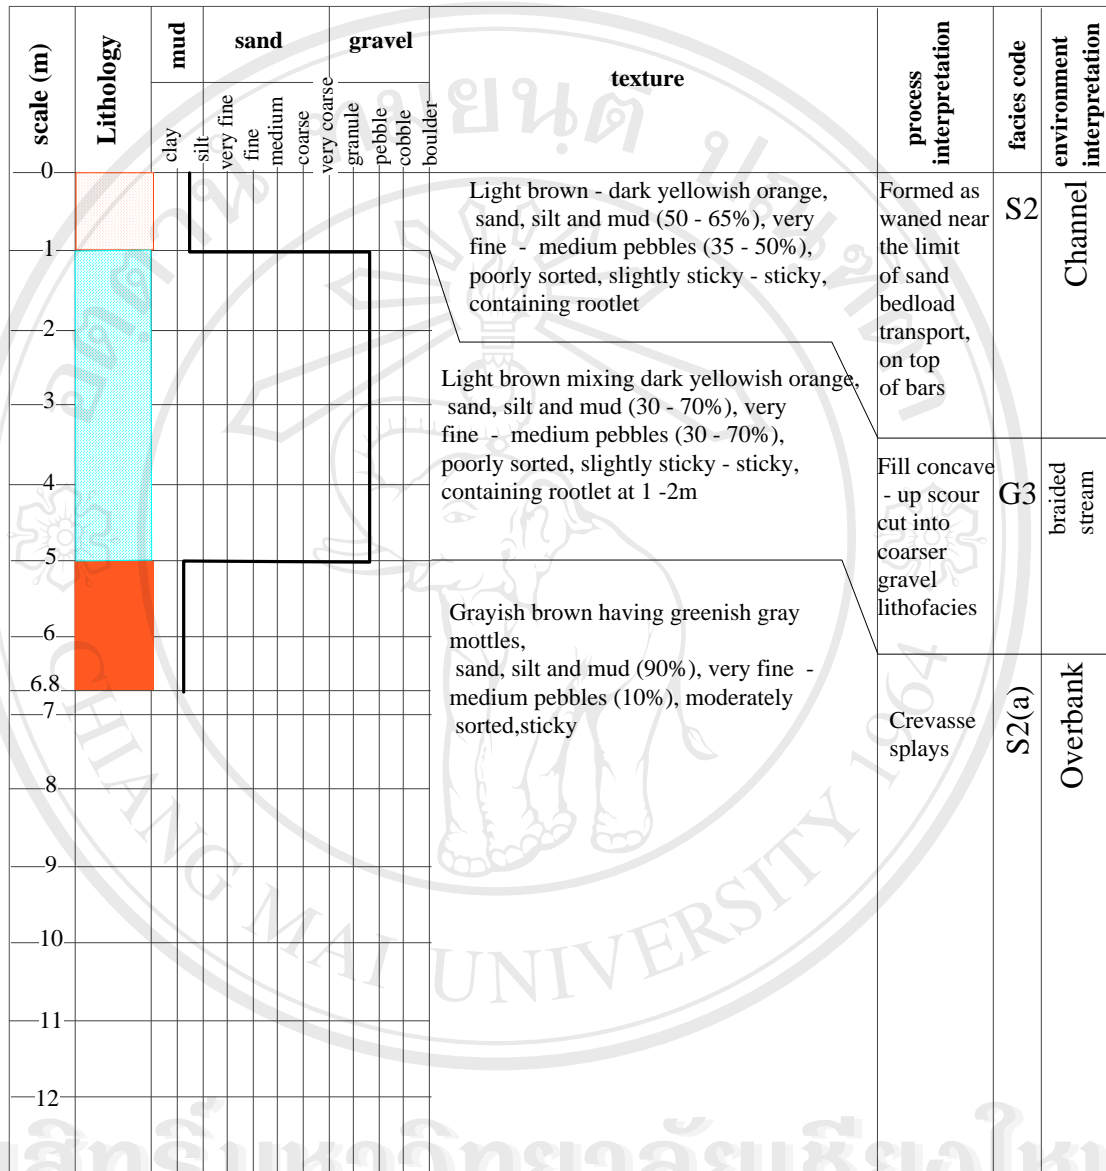 scale (m)
Lithology
mud
sand
gravel
clay
silt
very fine
fine
medium
coarse
very coarse
granule
pebble
cobble
boulder
texture
process
interpretation
facies code
environment
interpretation
0
1
2
3
4
5
6
6.8
7
8
9
10
11
12
Light brown - dark yellowish orange,
sand, silt and mud (50 - 65%), very
fine - medium pebbles (35 - 50%),
poorly sorted, slightly sticky - sticky,
containing rootlet
Formed as
waned near
the limit
of sand
bedload
transport,
on top
of bars
S2
Channel
Light brown mixing dark yellowish orange,
sand, silt and mud (30 - 70%), very
fine - medium pebbles (30 - 70%),
poorly sorted, slightly sticky - sticky,
containing rootlet at 1 -2m
Fill concave
- up scour
cut into
coarser
gravel
lithofacies
G3
braided
stream
Grayish brown having greenish gray
mottles,
sand, silt and mud (90%), very fine -
medium pebbles (10%), moderately
sorted,sticky
Crevasse
splays
S2(a)
Overbank
CHIANG MAI UNIVERSITY 1964